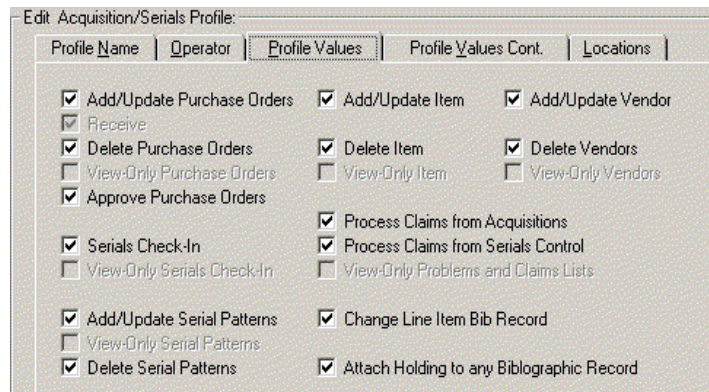 Edit Acquisition/Serials Profile:
Profile Name Operator Profile Values Profile Values Cont. Locations
Add/Update Purchase Orders Add/Update Item Add/Update Vendor
Receive
Delete Purchase Orders Delete Item Delete Vendors
View-Only Purchase Orders View-Only Item View-Only Vendors
Approve Purchase Orders
Process Claims from Acquisitions
Serials Check-In Process Claims from Serials Control
View-Only Serials Check-In View-Only Problems and Claims Lists
Add/Update Serial Patterns Change Line Item Bib Record
View-Only Serial Patterns
Delete Serial Patterns Attach Holding to any Biblographic Record